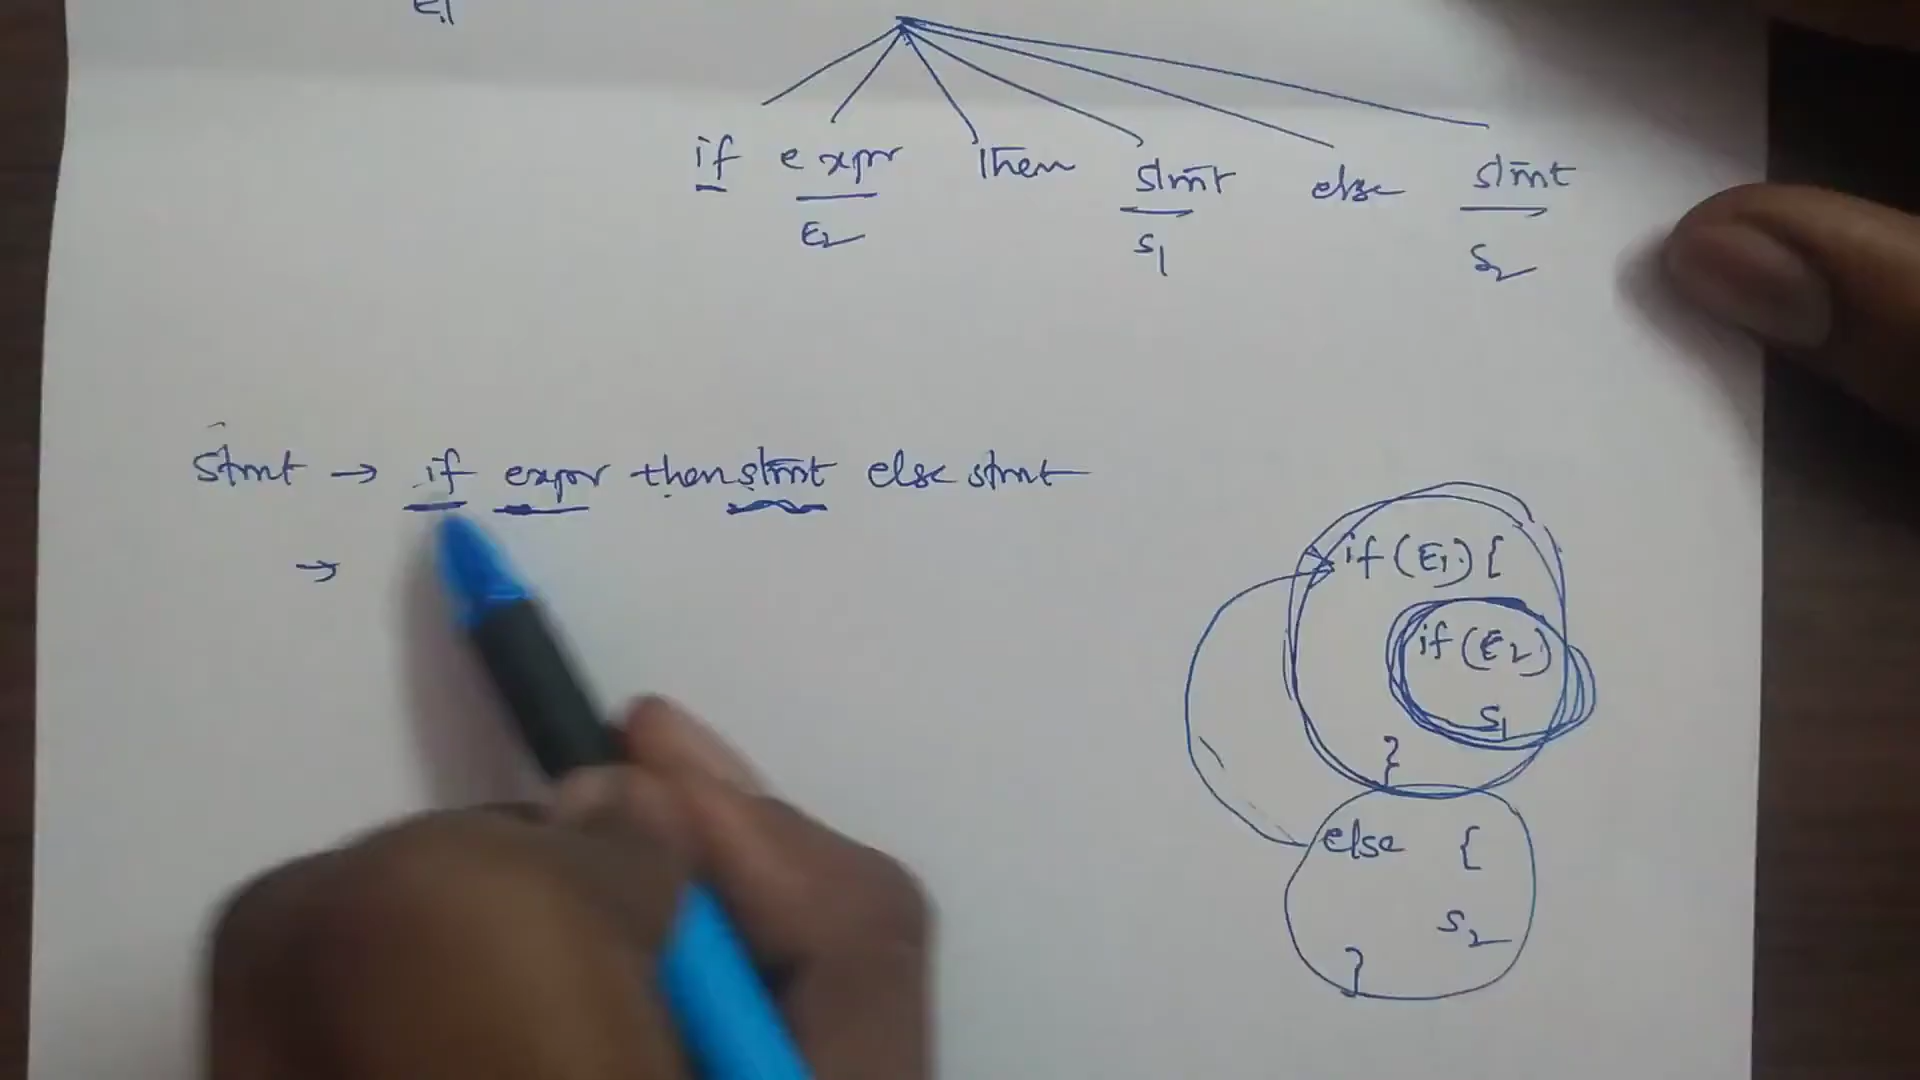 E1
if expr then stmt else stmt
E2 S1 S2
stmt → if expr then stmt else stmt
→
if (E1) {
if (E2)
S1
}
else {
S2
}